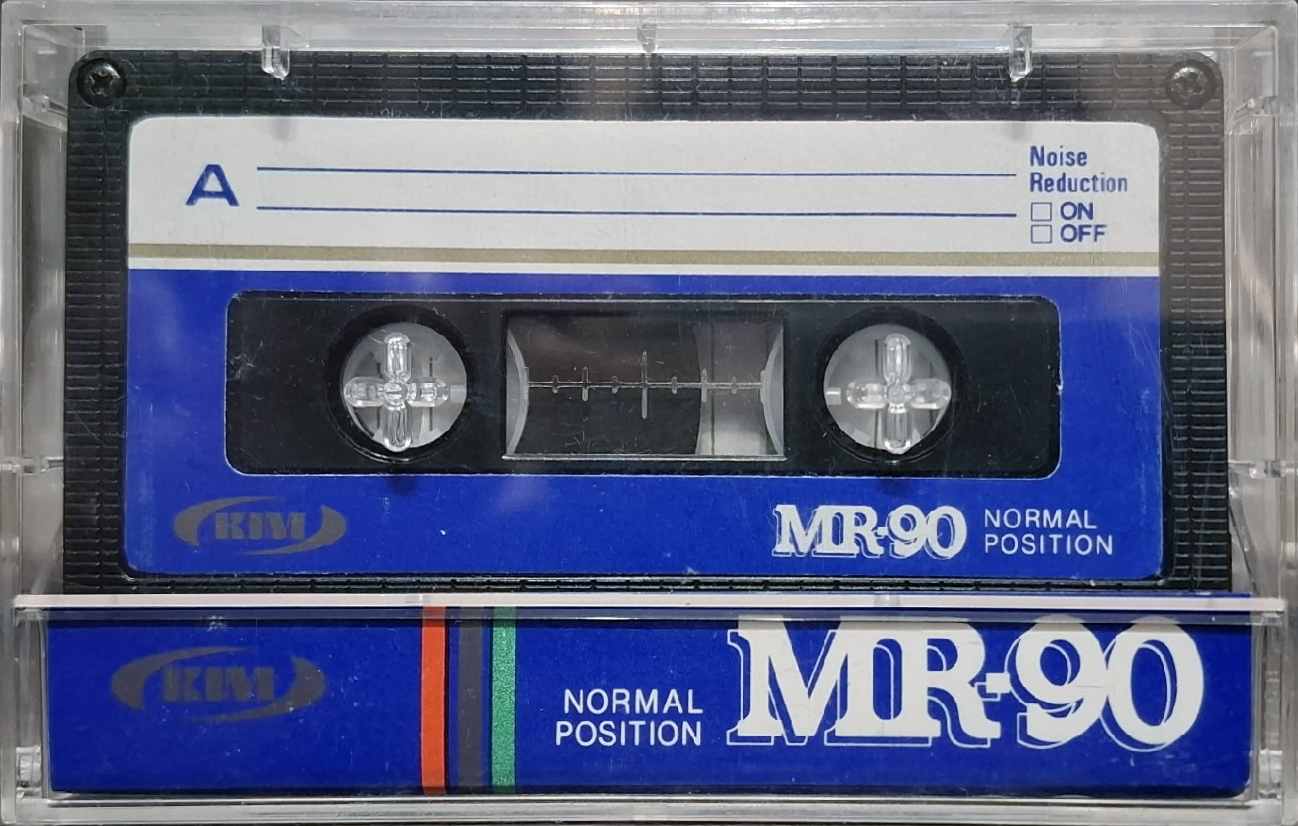 A
Noise
Reduction
ON
OFF
KIM
MR-90
NORMAL
POSITION
KIM
NORMAL
POSITION
MR-90